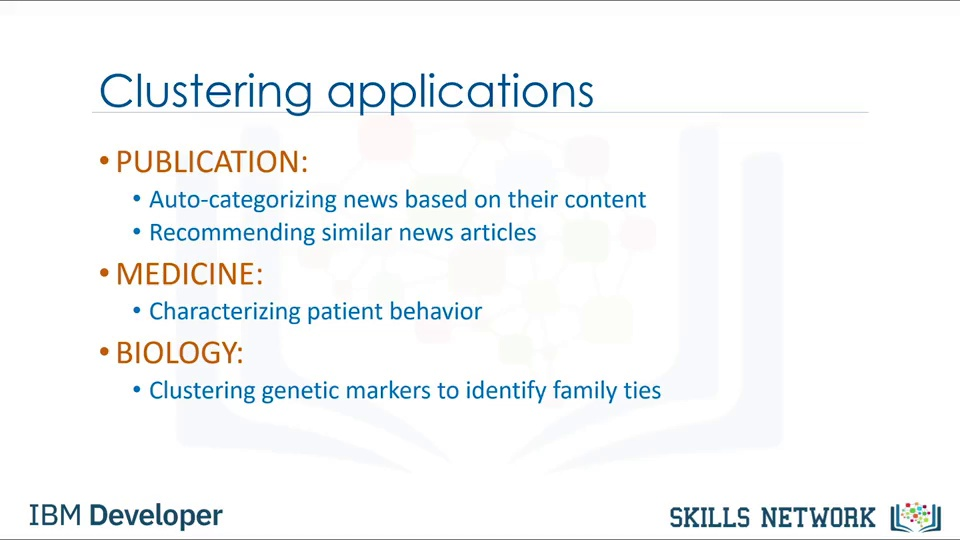 Clustering applications
• PUBLICATION:
• Auto-categorizing news based on their content
• Recommending similar news articles
• MEDICINE:
• Characterizing patient behavior
• BIOLOGY:
• Clustering genetic markers to identify family ties
IBM Developer
SKILLS NETWORK